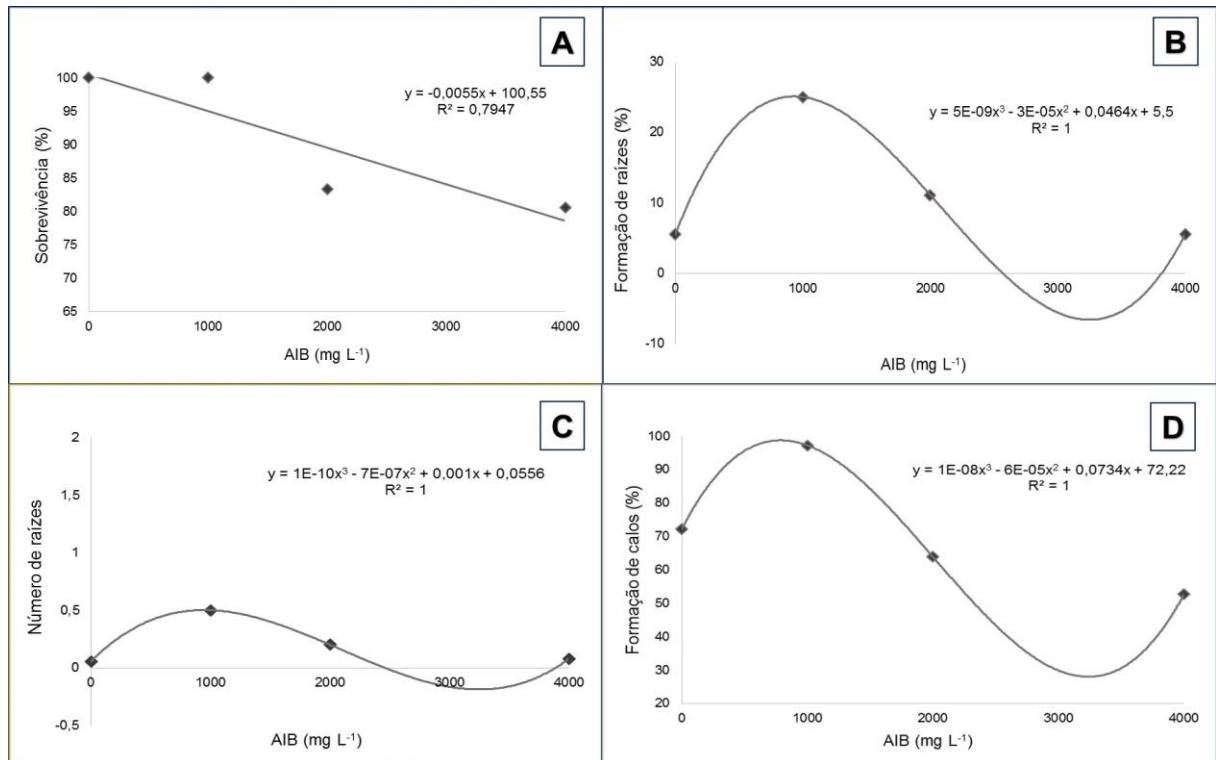 A
Sobrevivência (%)
100
95
90
85
80
75
70
65
y = -0,0055x + 100,55
R² = 0,7947
0 1000 2000 3000 4000
AIB (mg L⁻¹)
B
Formação de raízes (%)
30
20
10
0
-10
y = 5E-09x³ - 3E-05x² + 0,0464x + 5,5
R² = 1
0 1000 2000 3000 4000
AIB (mg L⁻¹)
C
Número de raízes
2
1,5
1
0,5
0
-0,5
y = 1E-10x³ - 7E-07x² + 0,001x + 0,0556
R² = 1
0 1000 2000 3000 4000
AIB (mg L⁻¹)
D
Formação de calos (%)
100
90
80
70
60
50
40
30
20
y = 1E-08x³ - 6E-05x² + 0,0734x + 72,22
R² = 1
0 1000 2000 3000 4000
AIB (mg L⁻¹)